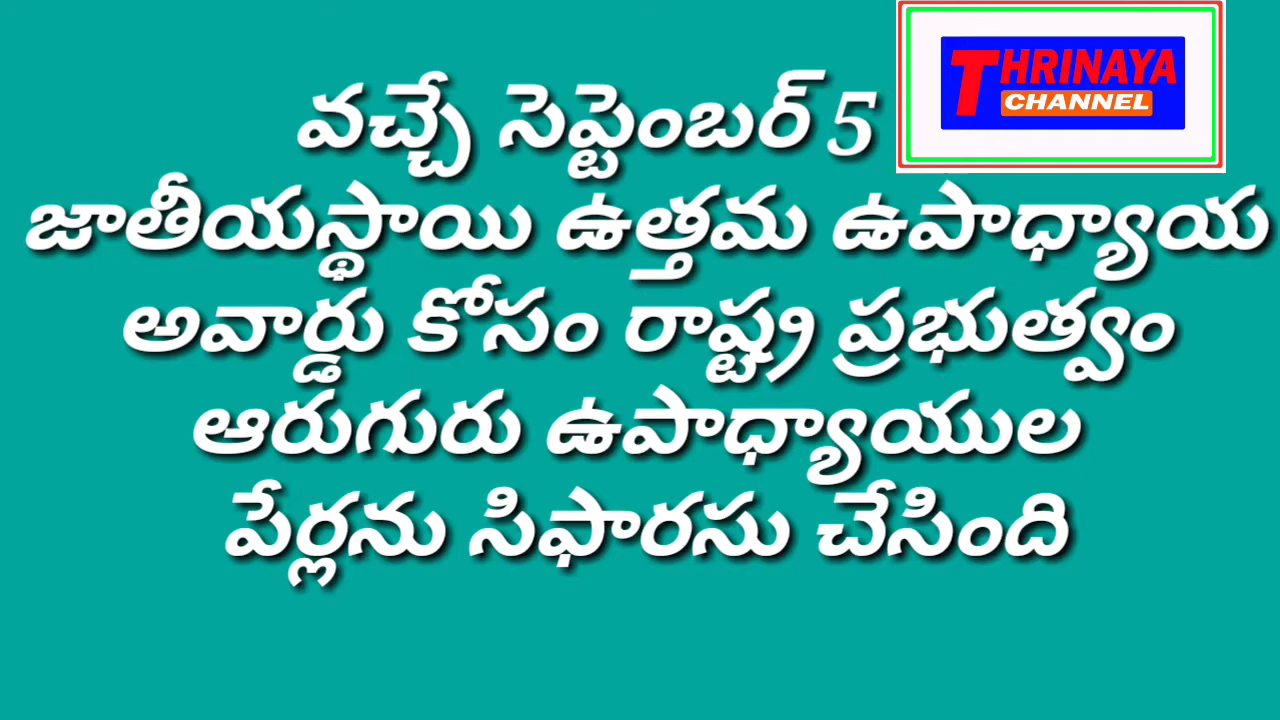 THRINAYA
CHANNEL
వచ్చే సెప్టెంబర్ 5
జాతీయస్థాయి ఉత్తమ ఉపాధ్యాయ
అవార్డు కోసం రాష్ట్ర ప్రభుత్వం
ఆరుగురు ఉపాధ్యాయుల
పేర్లను సిఫారసు చేసింది